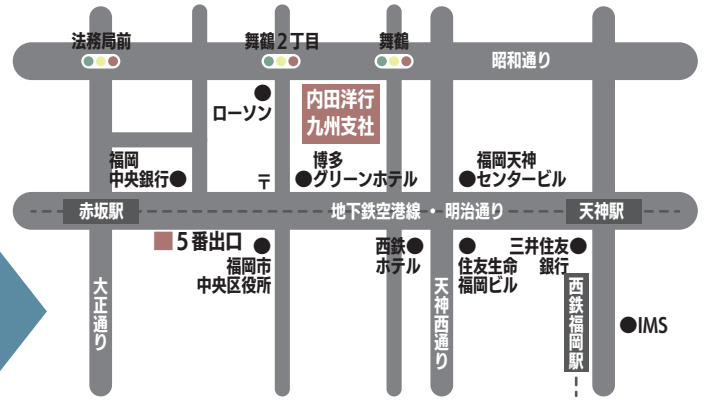 法務局前
舞鶴2丁目
舞鶴
昭和通り
ローソン
内田洋行
九州支社
福岡
中央銀行●
〒
博多
●グリーンホテル
福岡天神
●センタービル
赤坂駅
地下鉄空港線・明治通り
天神駅
■5番出口
福岡市
中央区役所
西鉄●
ホテル
住友生命
福岡ビル
三井住友●
銀行
大正通り
天神西通り
西鉄福岡駅
●IMS